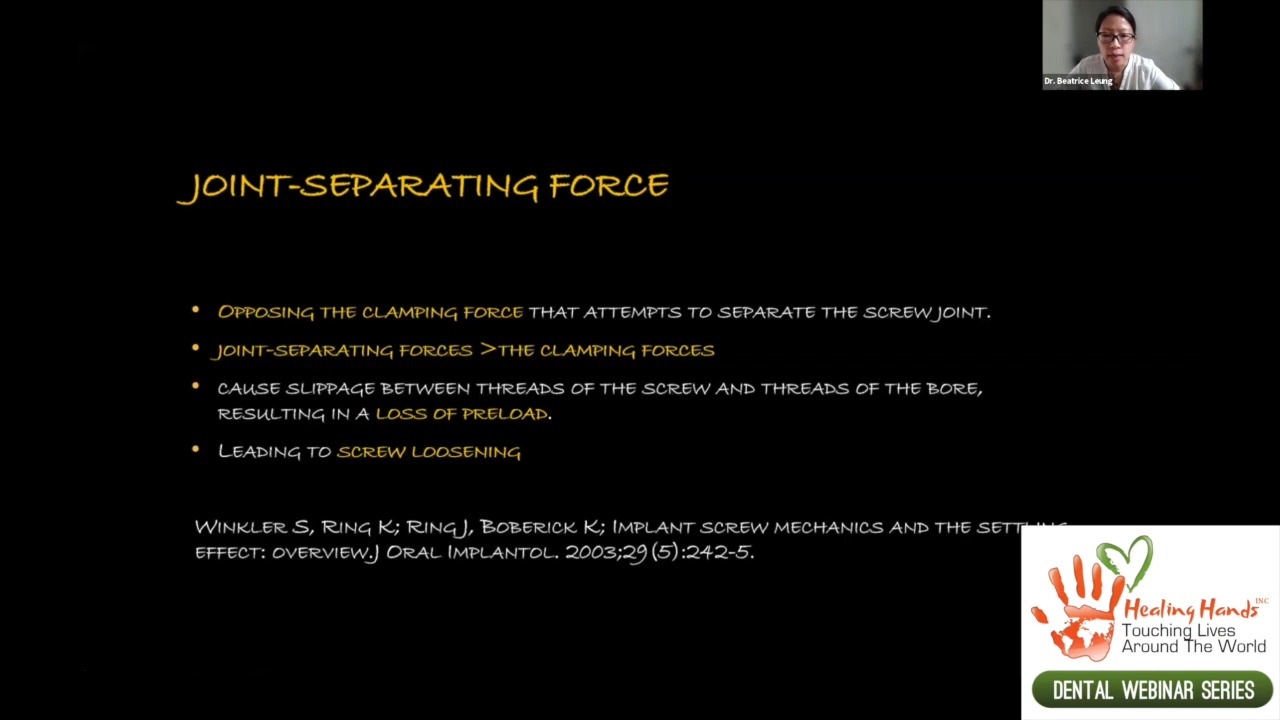 Dr. Beatrice Leung
JOINT-SEPARATING FORCE
• OPPOSING THE CLAMPING FORCE THAT ATTEMPTS TO SEPARATE THE SCREW JOINT.
• JOINT-SEPARATING FORCES >THE CLAMPING FORCES
• CAUSE SLIPPAGE BETWEEN THREADS OF THE SCREW AND THREADS OF THE BORE,
RESULTING IN A LOSS OF PRELOAD.
• LEADING TO SCREW LOOSENING
WINKLER S, RING K; RING J, BOBERICK K; IMPLANT SCREW MECHANICS AND THE SETTLING
EFFECT: OVERVIEW.J ORAL IMPLANTOL. 2003;29(5):242-5.
Healing Hands INC
Touching Lives
Around The World
DENTAL WEBINAR SERIES